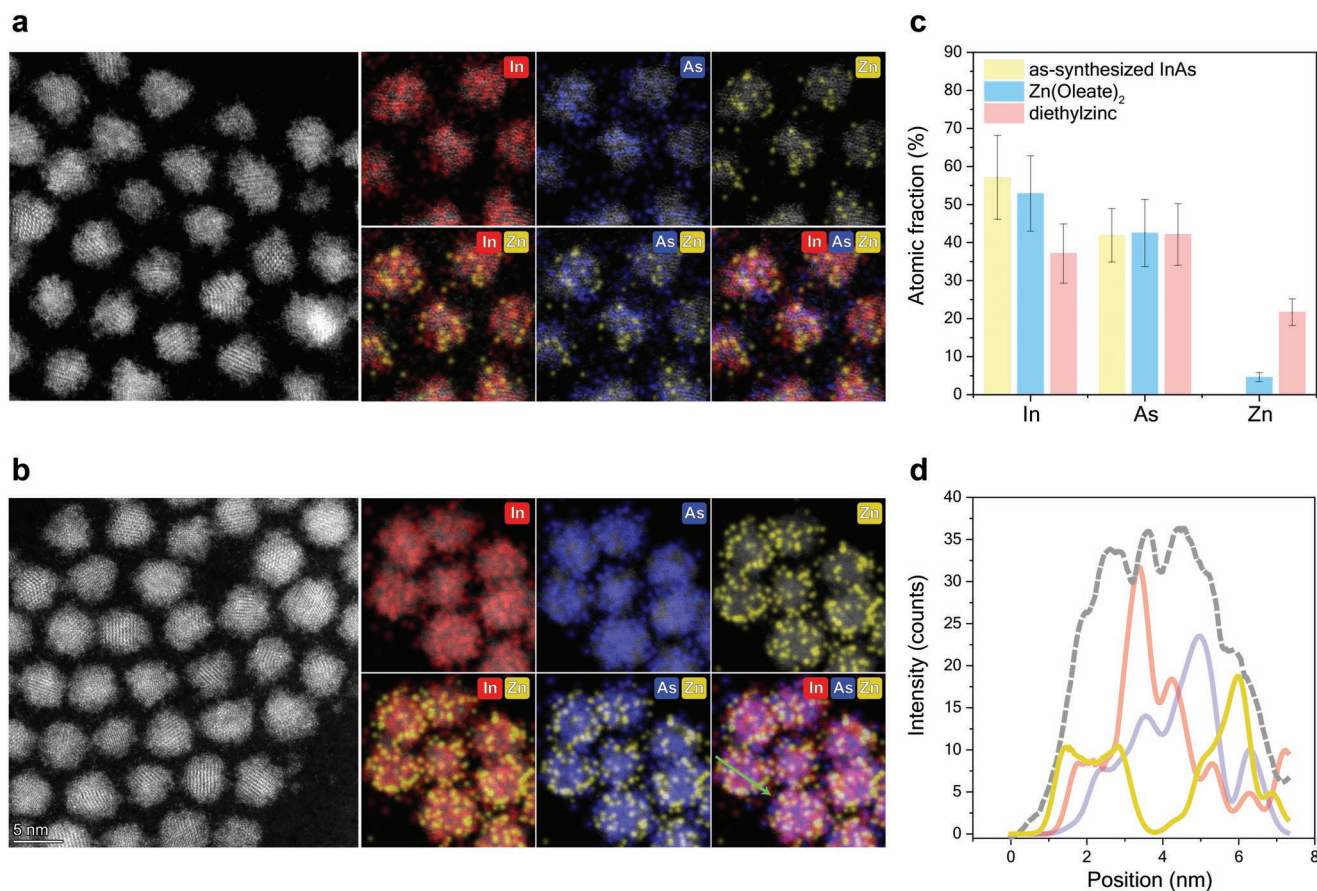 a
In
As
Zn
In Zn
As Zn
In As Zn
b
5 nm
In
As
Zn
In Zn
As Zn
In As Zn
c
Atomic fraction (%)
90
80
70
60
50
40
30
20
10
0
as-synthesized InAs
Zn(Oleate)₂
diethylzinc
In As Zn
d
Intensity (counts)
40
35
30
25
20
15
10
5
0
0 2 4 6 8
Position (nm)